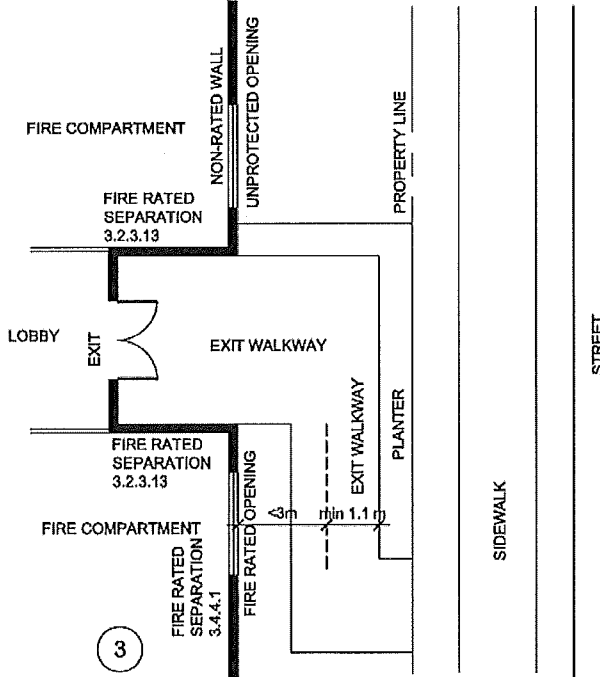 NON-RATED WALL
UNPROTECTED OPENING
FIRE COMPARTMENT
PROPERTY LINE
FIRE RATED
SEPARATION
3.2.3.13
LOBBY
EXIT
EXIT WALKWAY
STREET
EXIT WALKWAY
PLANTER
FIRE RATED
SEPARATION
3.2.3.13
FIRE RATED OPENING
<3m
min 1.1 m
SIDEWALK
FIRE COMPARTMENT
FIRE RATED
SEPARATION
3.4.4.1
3